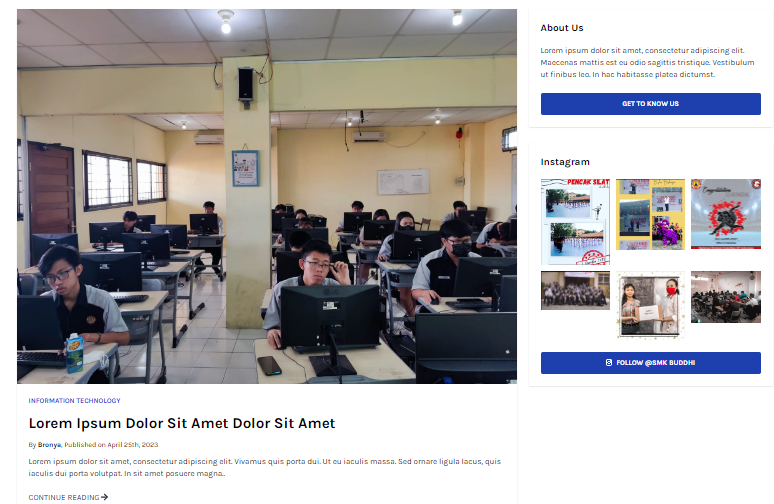 INFORMATION TECHNOLOGY
Lorem Ipsum Dolor Sit Amet Dolor Sit Amet
By Bronya, Published on April 25th, 2023
Lorem ipsum dolor sit amet, consectetur adipiscing elit. Vivamus quis porta dui. Ut eu iaculis massa. Sed ornare ligula lacus, quis
iaculis dui porta volutpat. In sit amet posuere magna..
CONTINUE READING
About Us
Lorem ipsum dolor sit amet, consectetur adipiscing elit.
Maecenas mattis est eu odio sagittis tristique. Vestibulum
ut finibus leo. In hac habitasse platea dictumst.
GET TO KNOW US
Instagram
PENCAK SILAT
Congratulations
FOLLOW @SMK BUDDHI